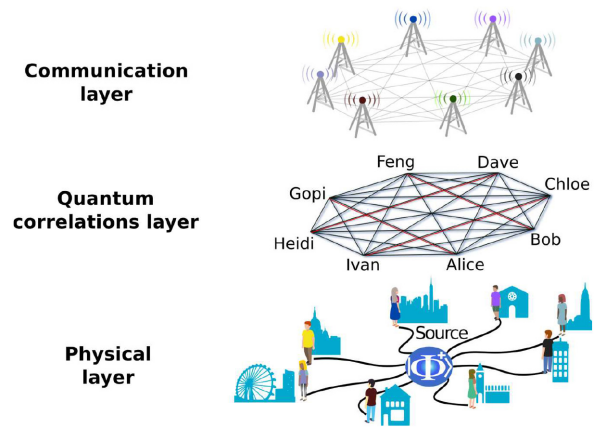 Communication
layer
Quantum
correlations layer
Feng
Dave
Gopi
Chloe
Heidi
Bob
Ivan
Alice
Physical
layer
Source
Φ+